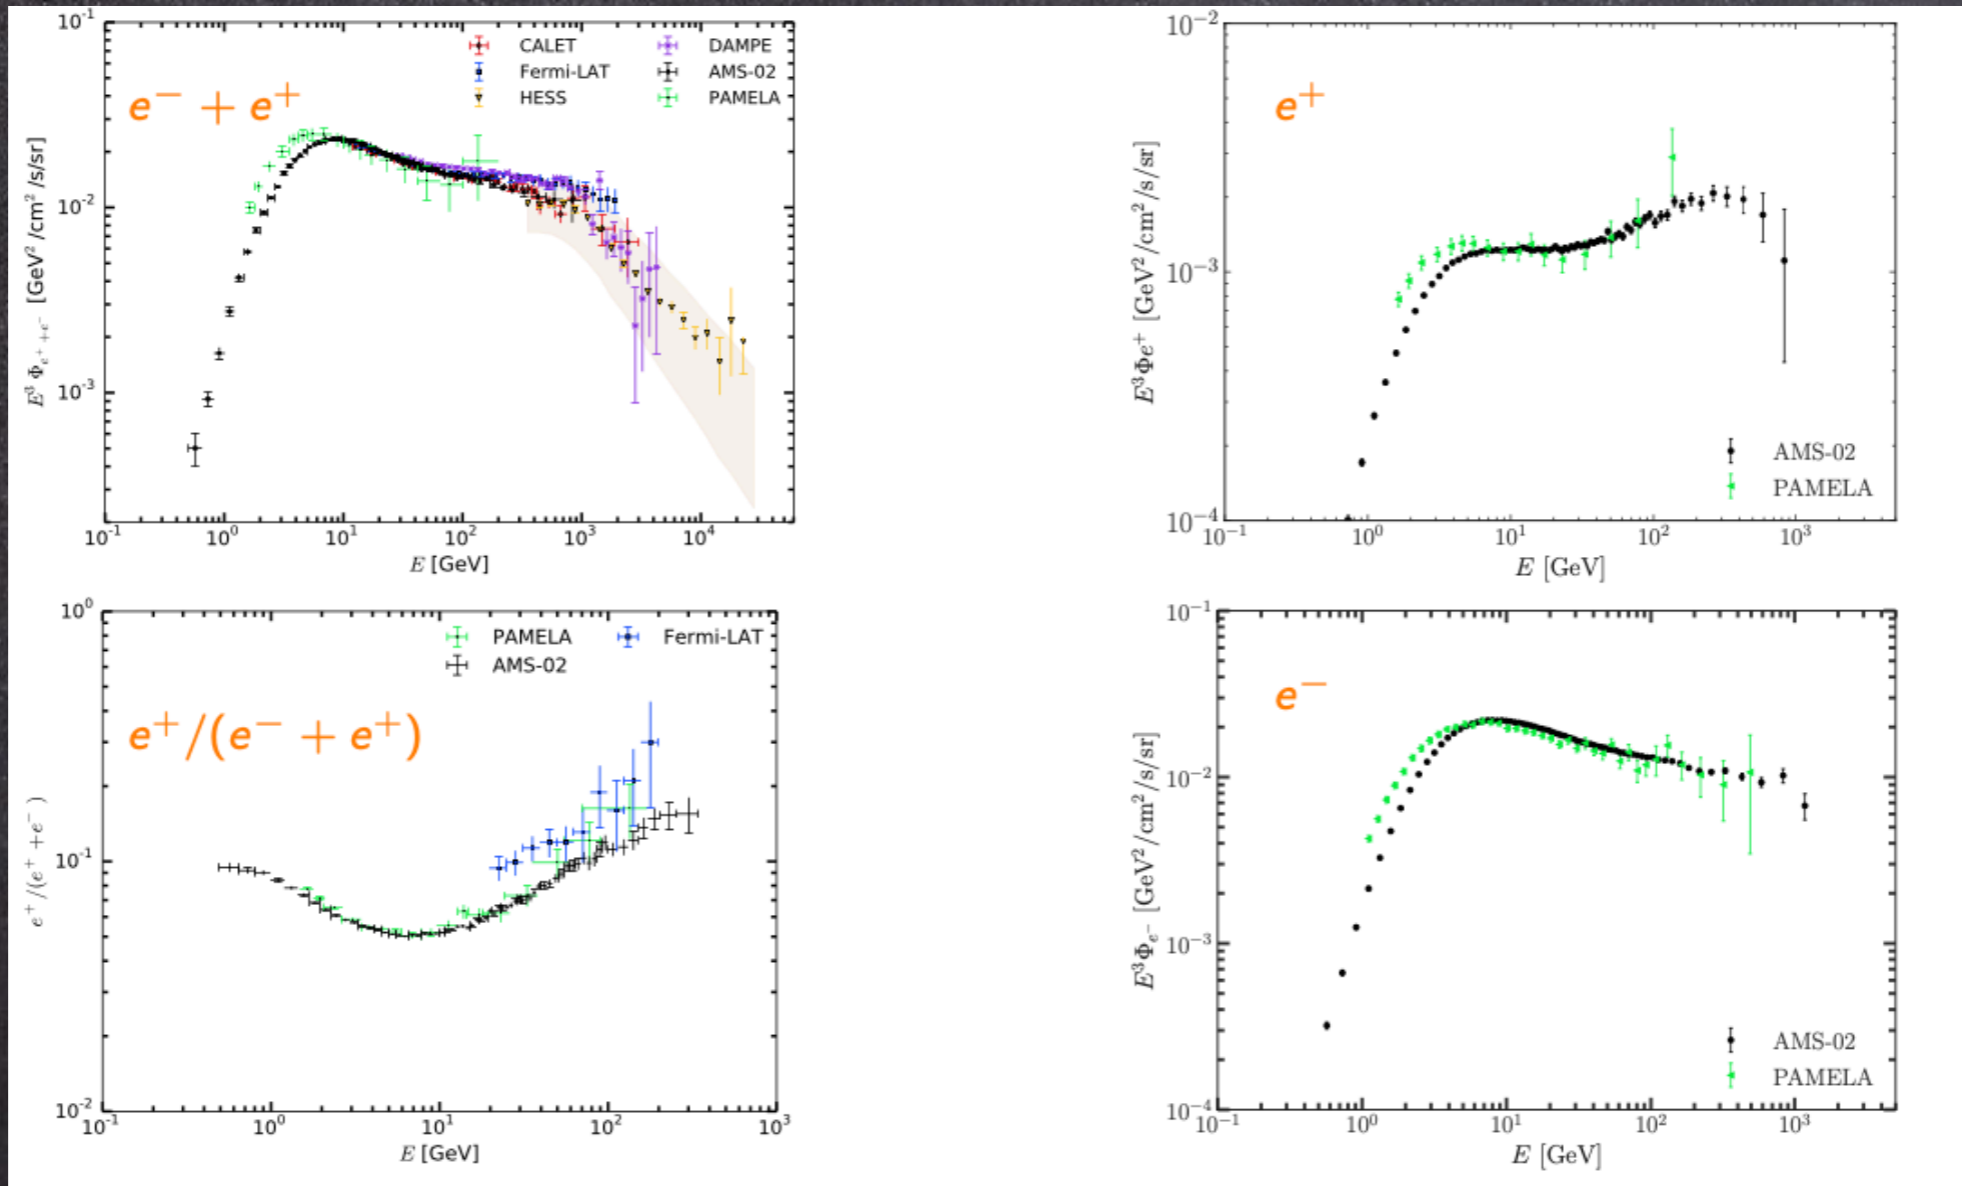 10⁻¹
10⁻²
10⁻³
E³ Φ_{e⁺+e⁻} [GeV²/cm²/s/sr]
e⁻ + e⁺
CALET
Fermi-LAT
HESS
DAMPE
AMS-02
PAMELA
10⁻¹ 10⁰ 10¹ 10² 10³ 10⁴
E [GeV]
10⁻²
10⁻³
10⁻⁴
E³Φe⁺ [GeV²/cm²/s/sr]
e⁺
AMS-02
PAMELA
10⁻¹ 10⁰ 10¹ 10² 10³
E [GeV]
10⁰
10⁻¹
10⁻²
e⁺/(e⁺+e⁻)
e⁺/(e⁻ + e⁺)
PAMELA
AMS-02
Fermi-LAT
10⁻¹ 10⁰ 10¹ 10² 10³
E [GeV]
10⁻¹
10⁻²
10⁻³
10⁻⁴
E³Φ_{e⁻} [GeV²/cm²/s/sr]
e⁻
AMS-02
PAMELA
10⁻¹ 10⁰ 10¹ 10² 10³
E [GeV]